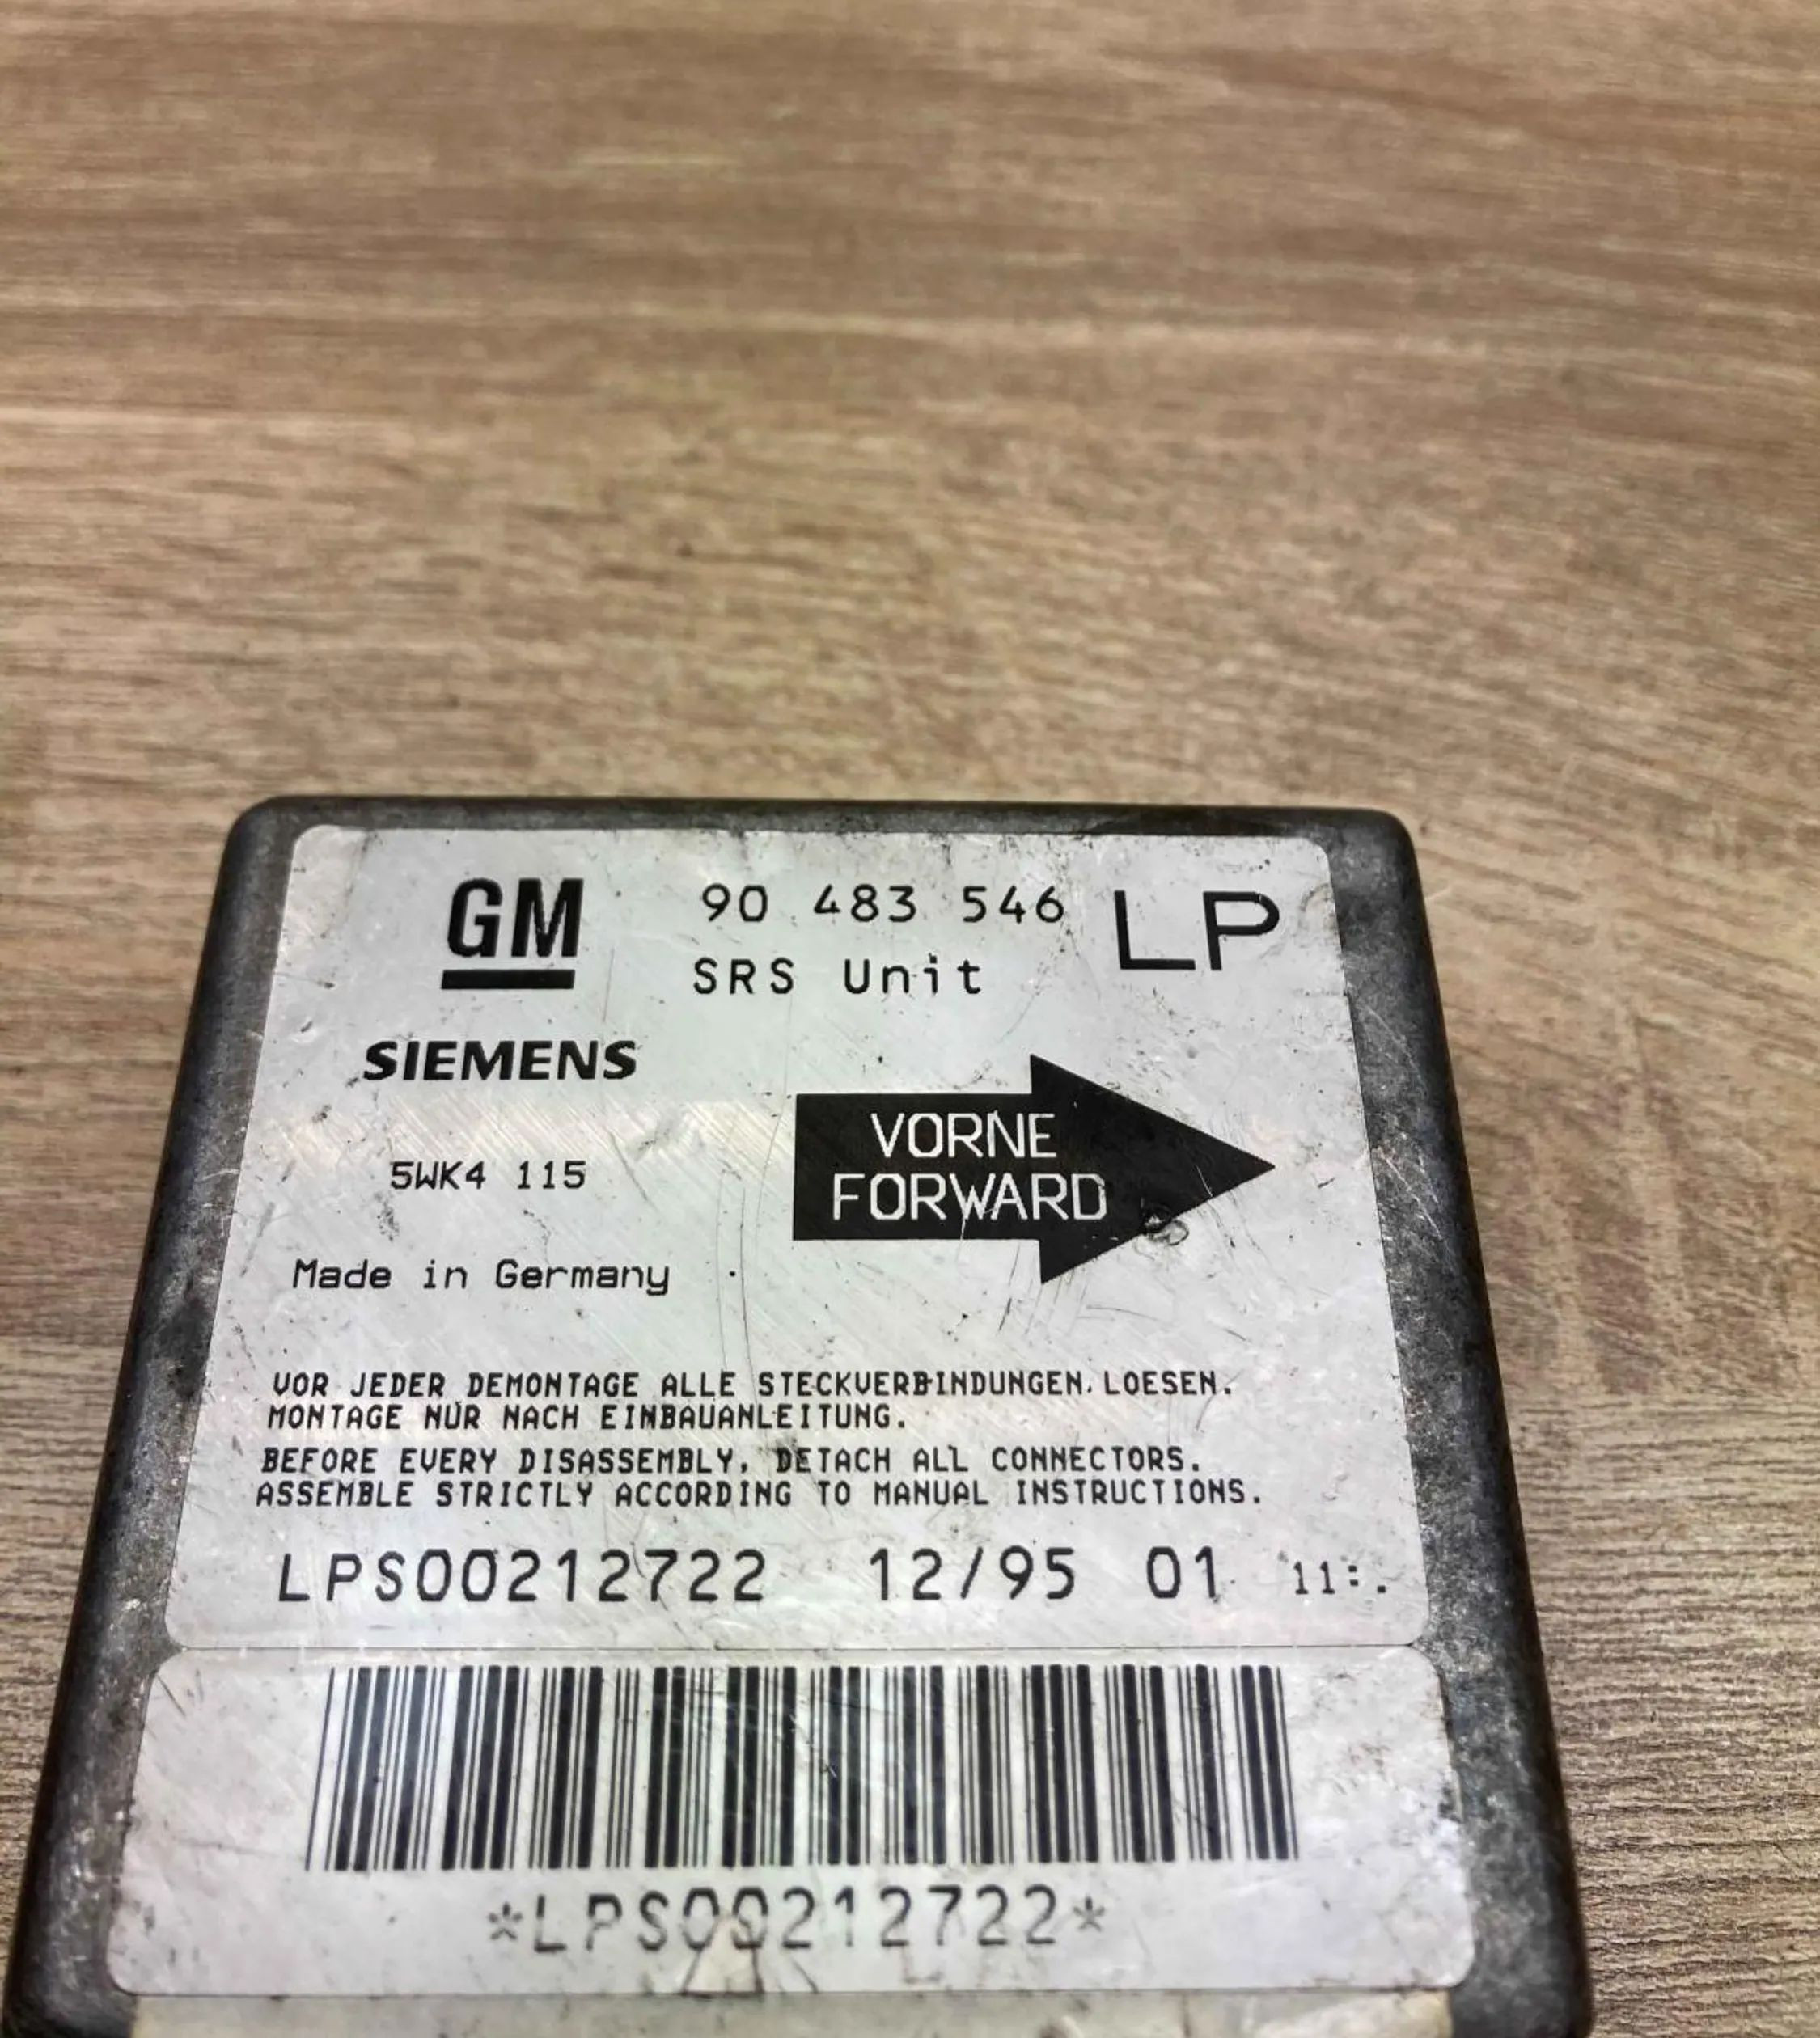 GM 90 483 546 LP
SRS Unit
SIEMENS
VORNE
FORWARD
5WK4 115
Made in Germany
VOR JEDER DEMONTAGE ALLE STECKVERBINDUNGEN LOESEN.
MONTAGE NUR NACH EINBAUANLEITUNG.
BEFORE EVERY DISASSEMBLY, DETACH ALL CONNECTORS.
ASSEMBLE STRICTLY ACCORDING TO MANUAL INSTRUCTIONS.
LPS00212722 12/95 01 11:.
*LPS00212722*